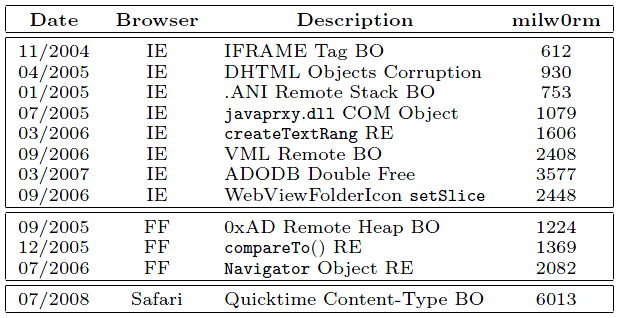 Date Browser Description milw0rm
11/2004 IE IFRAME Tag BO 612
04/2005 IE DHTML Objects Corruption 930
01/2005 IE .ANI Remote Stack BO 753
07/2005 IE javaprxy.dll COM Object 1079
03/2006 IE createTextRang RE 1606
09/2006 IE VML Remote BO 2408
03/2007 IE ADODB Double Free 3577
09/2006 IE WebViewFolderIcon setSlice 2448
09/2005 FF 0xAD Remote Heap BO 1224
12/2005 FF compareTo() RE 1369
07/2006 FF Navigator Object RE 2082
07/2008 Safari Quicktime Content-Type BO 6013